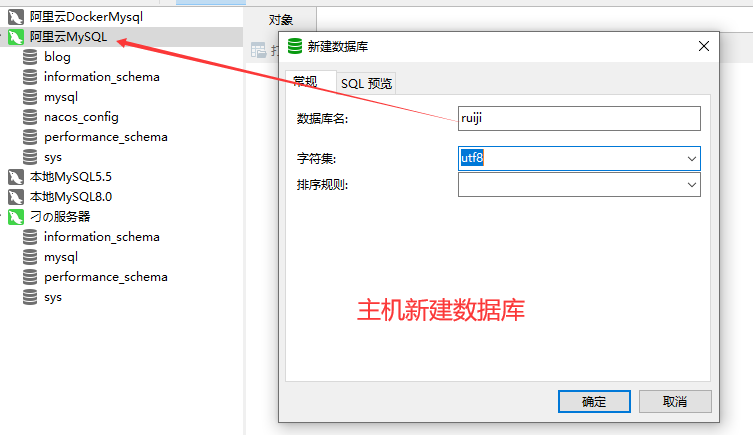 阿里云DockerMysql
阿里云MySQL
blog
information_schema
mysql
nacos_config
performance_schema
sys
本地MySQL5.5
本地MySQL8.0
刁の服务器
information_schema
mysql
performance_schema
sys
对象
新建数据库
常规
SQL 预览
数据库名:
ruiji
字符集:
utf8
排序规则:
主机新建数据库
确定
取消